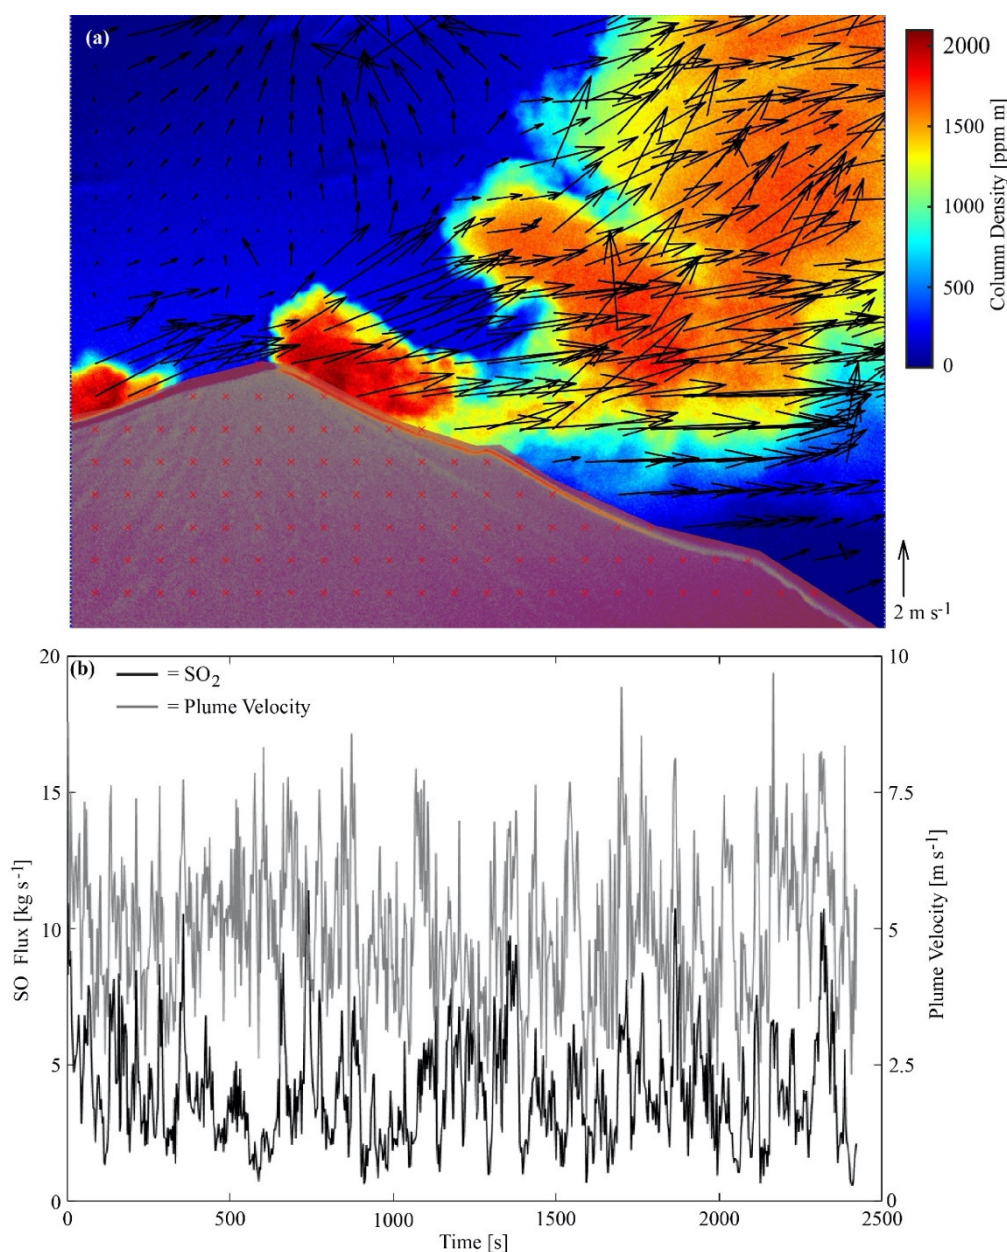 (a)
2000
1500
1000
500
0
Column Density [ppm m]
2 m s-1
(b)
= SO2
= Plume Velocity
20
15
10
5
0
SO Flux [kg s-1]
10
7.5
5
2.5
0
Plume Velocity [m s-1]
0 500 1000 1500 2000 2500
Time [s]